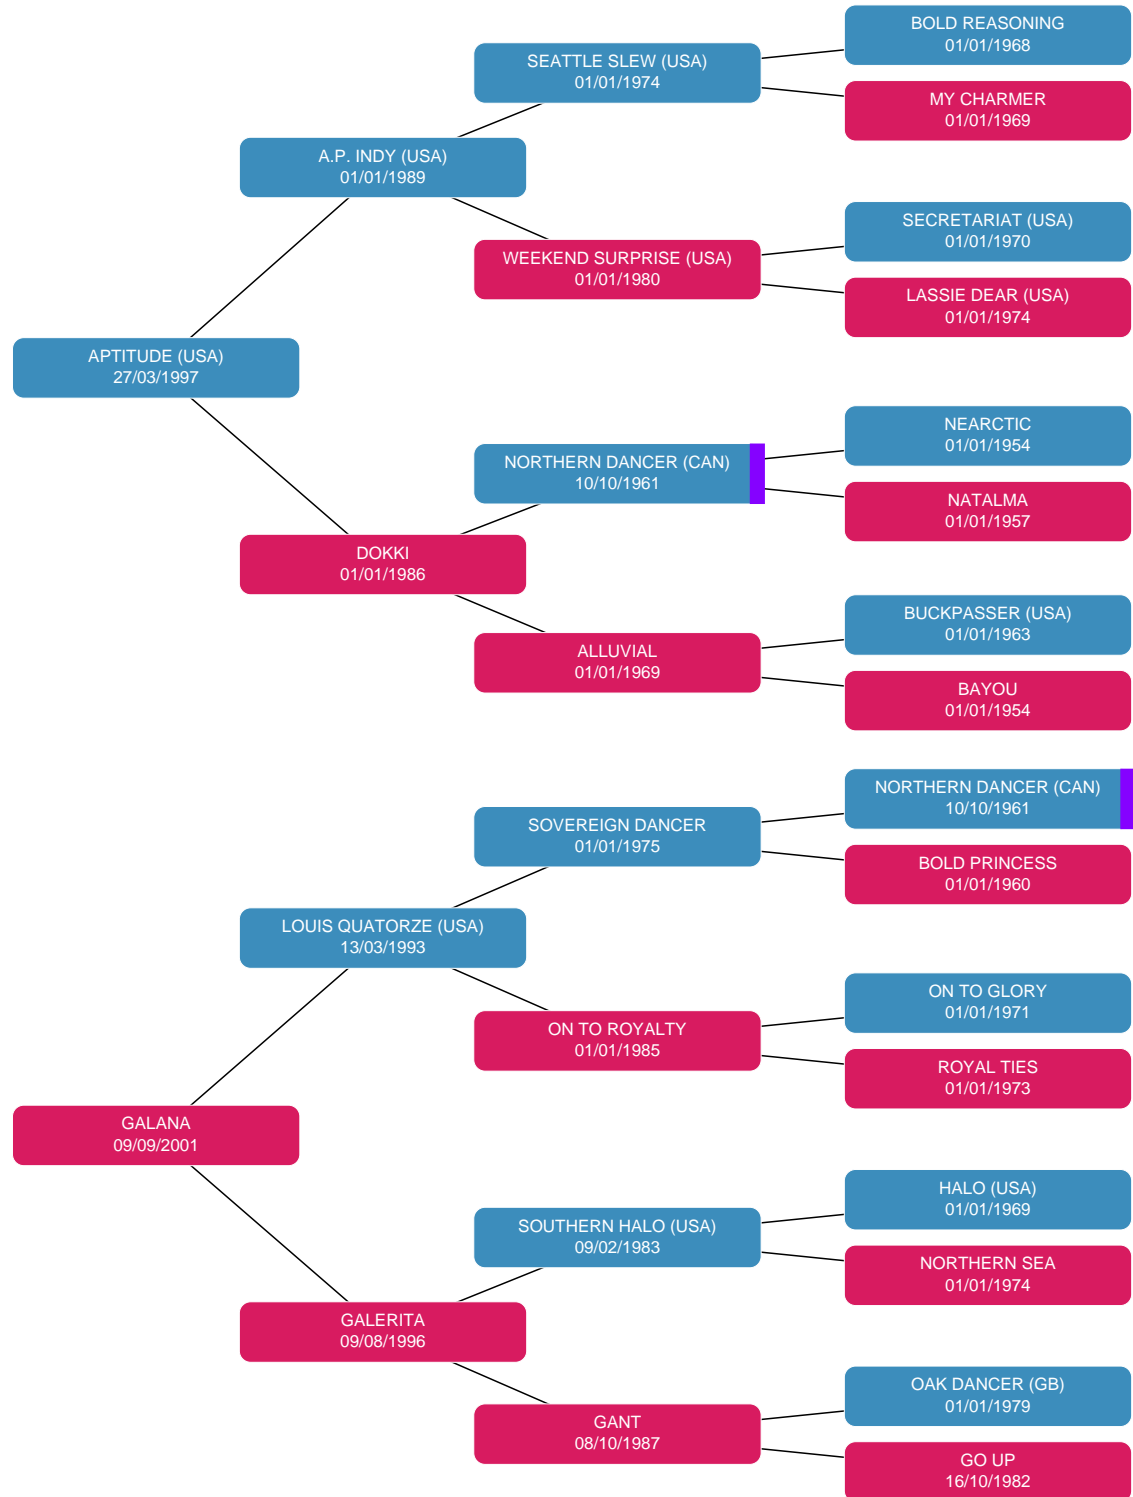 BOLD REASONING
01/01/1968
SEATTLE SLEW (USA)
01/01/1974
MY CHARMER
01/01/1969
A.P. INDY (USA)
01/01/1989
SECRETARIAT (USA)
01/01/1970
WEEKEND SURPRISE (USA)
01/01/1980
LASSIE DEAR (USA)
01/01/1974
APTITUDE (USA)
27/03/1997
NEARCTIC
01/01/1954
NORTHERN DANCER (CAN)
10/10/1961
NATALMA
01/01/1957
DOKKI
01/01/1986
BUCKPASSER (USA)
01/01/1963
ALLUVIAL
01/01/1969
BAYOU
01/01/1954
NORTHERN DANCER (CAN)
10/10/1961
SOVEREIGN DANCER
01/01/1975
BOLD PRINCESS
01/01/1960
LOUIS QUATORZE (USA)
13/03/1993
ON TO GLORY
01/01/1971
ON TO ROYALTY
01/01/1985
ROYAL TIES
01/01/1973
GALANA
09/09/2001
HALO (USA)
01/01/1969
SOUTHERN HALO (USA)
09/02/1983
NORTHERN SEA
01/01/1974
GALERITA
09/08/1996
OAK DANCER (GB)
01/01/1979
GANT
08/10/1987
GO UP
16/10/1982